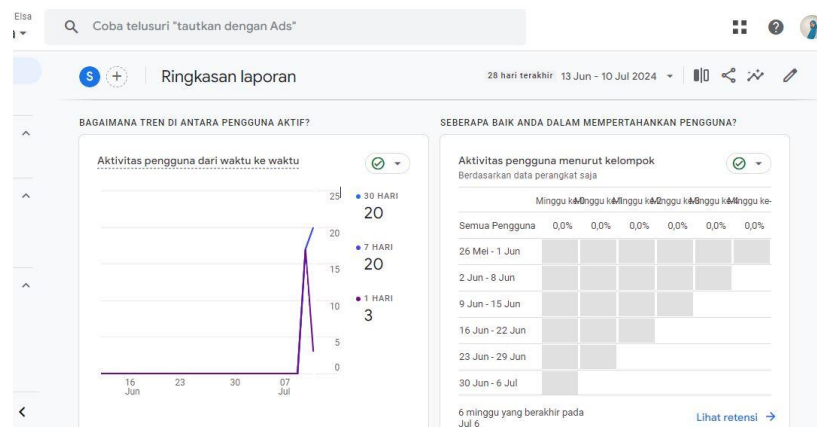 Elsa
Coba telusuri "tautkan dengan Ads"
S
Ringkasan laporan
28 hari terakhir 13 Jun - 10 Jul 2024
BAGAIMANA TREN DI ANTARA PENGGUNA AKTIF?
Aktivitas pengguna dari waktu ke waktu
25
20
15
10
5
0
16 Jun
23
30
07 Jul
30 HARI
20
7 HARI
20
1 HARI
3
SEBERAPA BAIK ANDA DALAM MEMPERTAHANKAN PENGGUNA?
Aktivitas pengguna menurut kelompok
Berdasarkan data perangkat saja
Minggu
Semua Pengguna 0,0% 0,0% 0,0% 0,0% 0,0% 0,0%
26 Mei - 1 Jun
2 Jun - 8 Jun
9 Jun - 15 Jun
16 Jun - 22 Jun
23 Jun - 29 Jun
30 Jun - 6 Jul
6 minggu yang berakhir pada
Jul 6
Lihat retensi